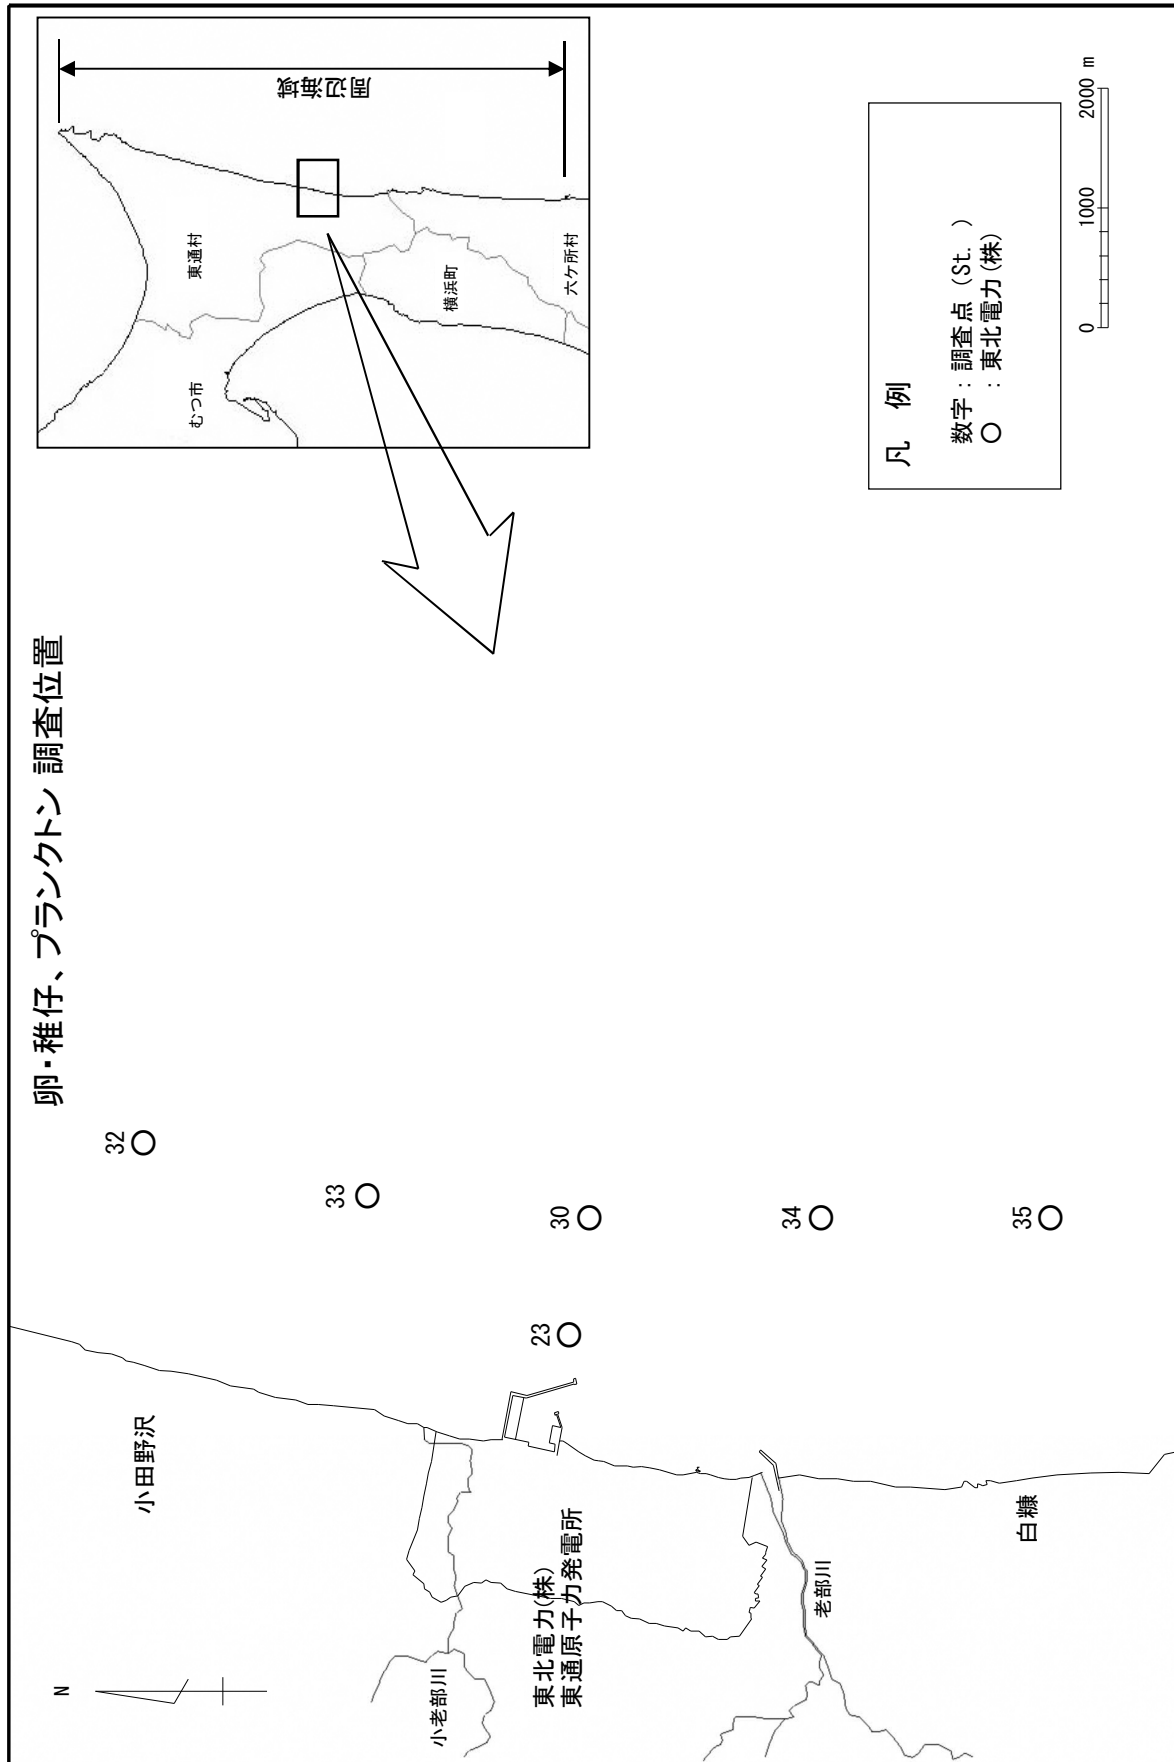 卵・稚仔、プランクトン 調査位置
N
小田野沢
小老部川
東北電力(株)
東通原子力発電所
老部川
白糠
32
33
30
23
34
35
周辺海域
むつ市
東通村
横浜町
六ケ所村
凡 例
数字 : 調査点 (St. )
○ : 東北電力(株)
0 1000 2000 m